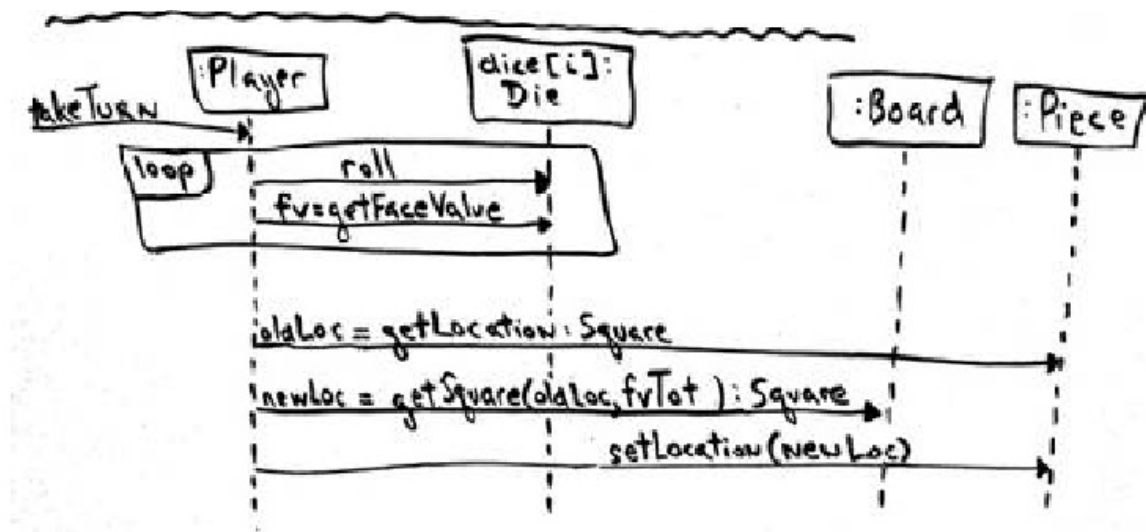 :Player
dice[i]:
Die
:Board
:Piece
takeTURN
loop
roll
fv=getFaceValue
oldLoc = getLocation: Square
newLoc = getSquare(oldLoc, fvTot): Square
setLocation(newLoc)